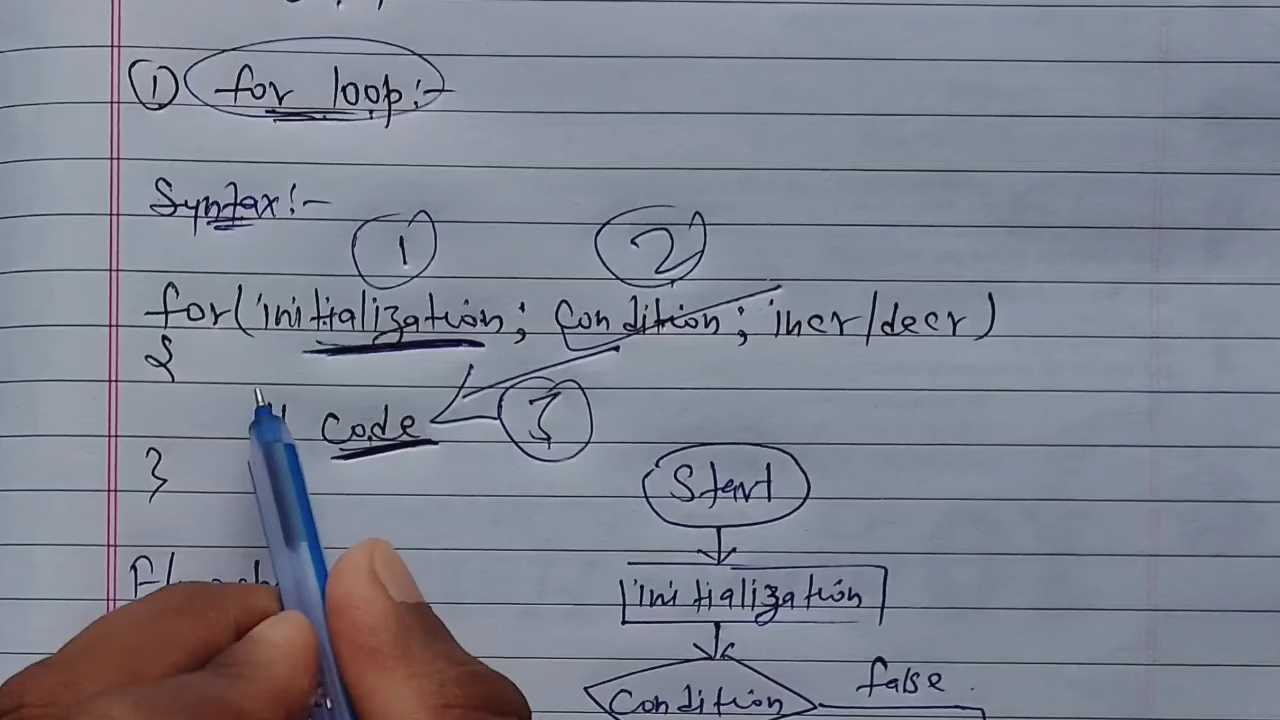 ① for loop:-
Syntax:-
1 2
for(initialization; Condition; incr/decr)
{
code 3
}
Start
initialization
Condition false